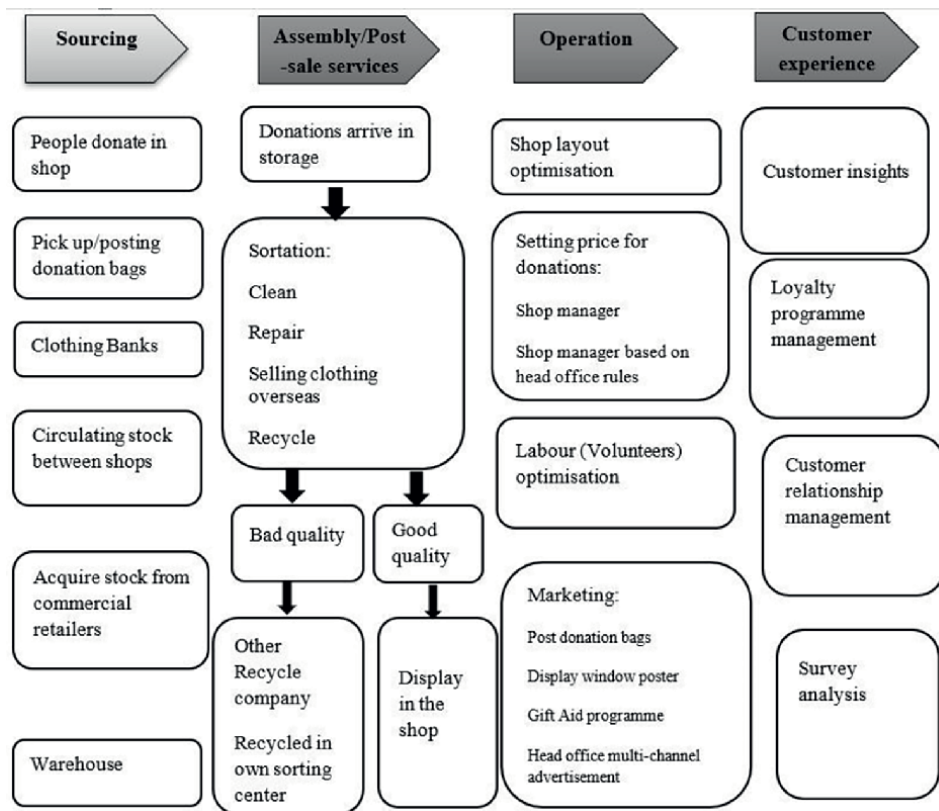 Sourcing
Assembly/Post
-sale services
Operation
Customer
experience
People donate in
shop
Pick up/posting
donation bags
Clothing Banks
Circulating stock
between shops
Acquire stock from
commercial
retailers
Warehouse
Donations arrive in
storage
Sortation:
Clean
Repair
Selling clothing
overseas
Recycle
Bad quality
Good
quality
Other
Recycle
company
Recycled in
own sorting
center
Display
in the
shop
Shop layout
optimisation
Setting price for
donations:
Shop manager
Shop manager based on
head office rules
Labour (Volunteers)
optimisation
Marketing:
Post donation bags
Display window poster
Gift Aid programme
Head office multi-channel
advertisement
Customer insights
Loyalty
programme
management
Customer
relationship
management
Survey
analysis